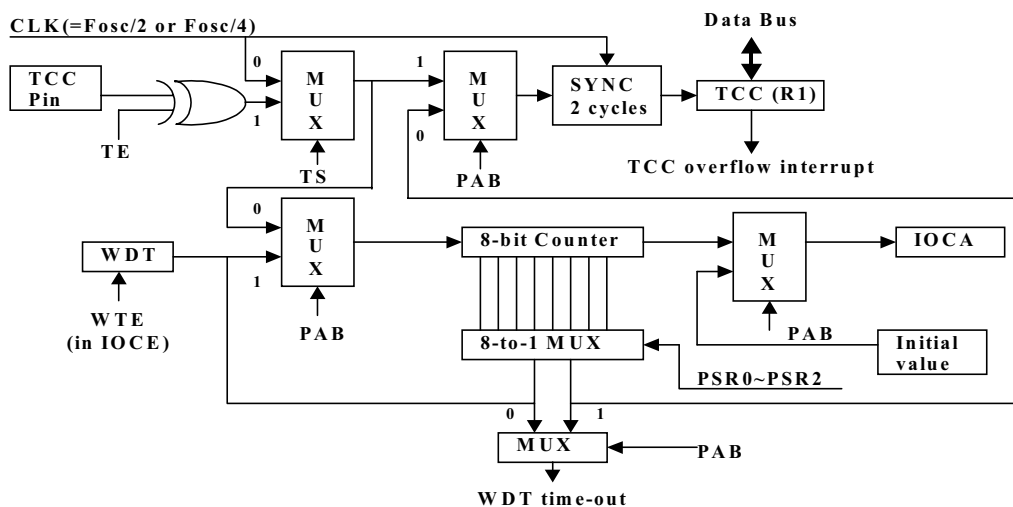 CLK(=Fosc/2 or Fosc/4)
Data Bus
TCC
Pin
0
1
TE
M
U
X
TS
1
0
M
U
X
PAB
SYNC
2 cycles
TCC (R1)
TCC overflow interrupt
0
1
WDT
WTE
(in IOCE)
M
U
X
PAB
8-bit Counter
8-to-1 MUX
M
U
X
PAB
IOCA
Initial
value
PSR0~PSR2
0
1
MUX
PAB
WDT time-out